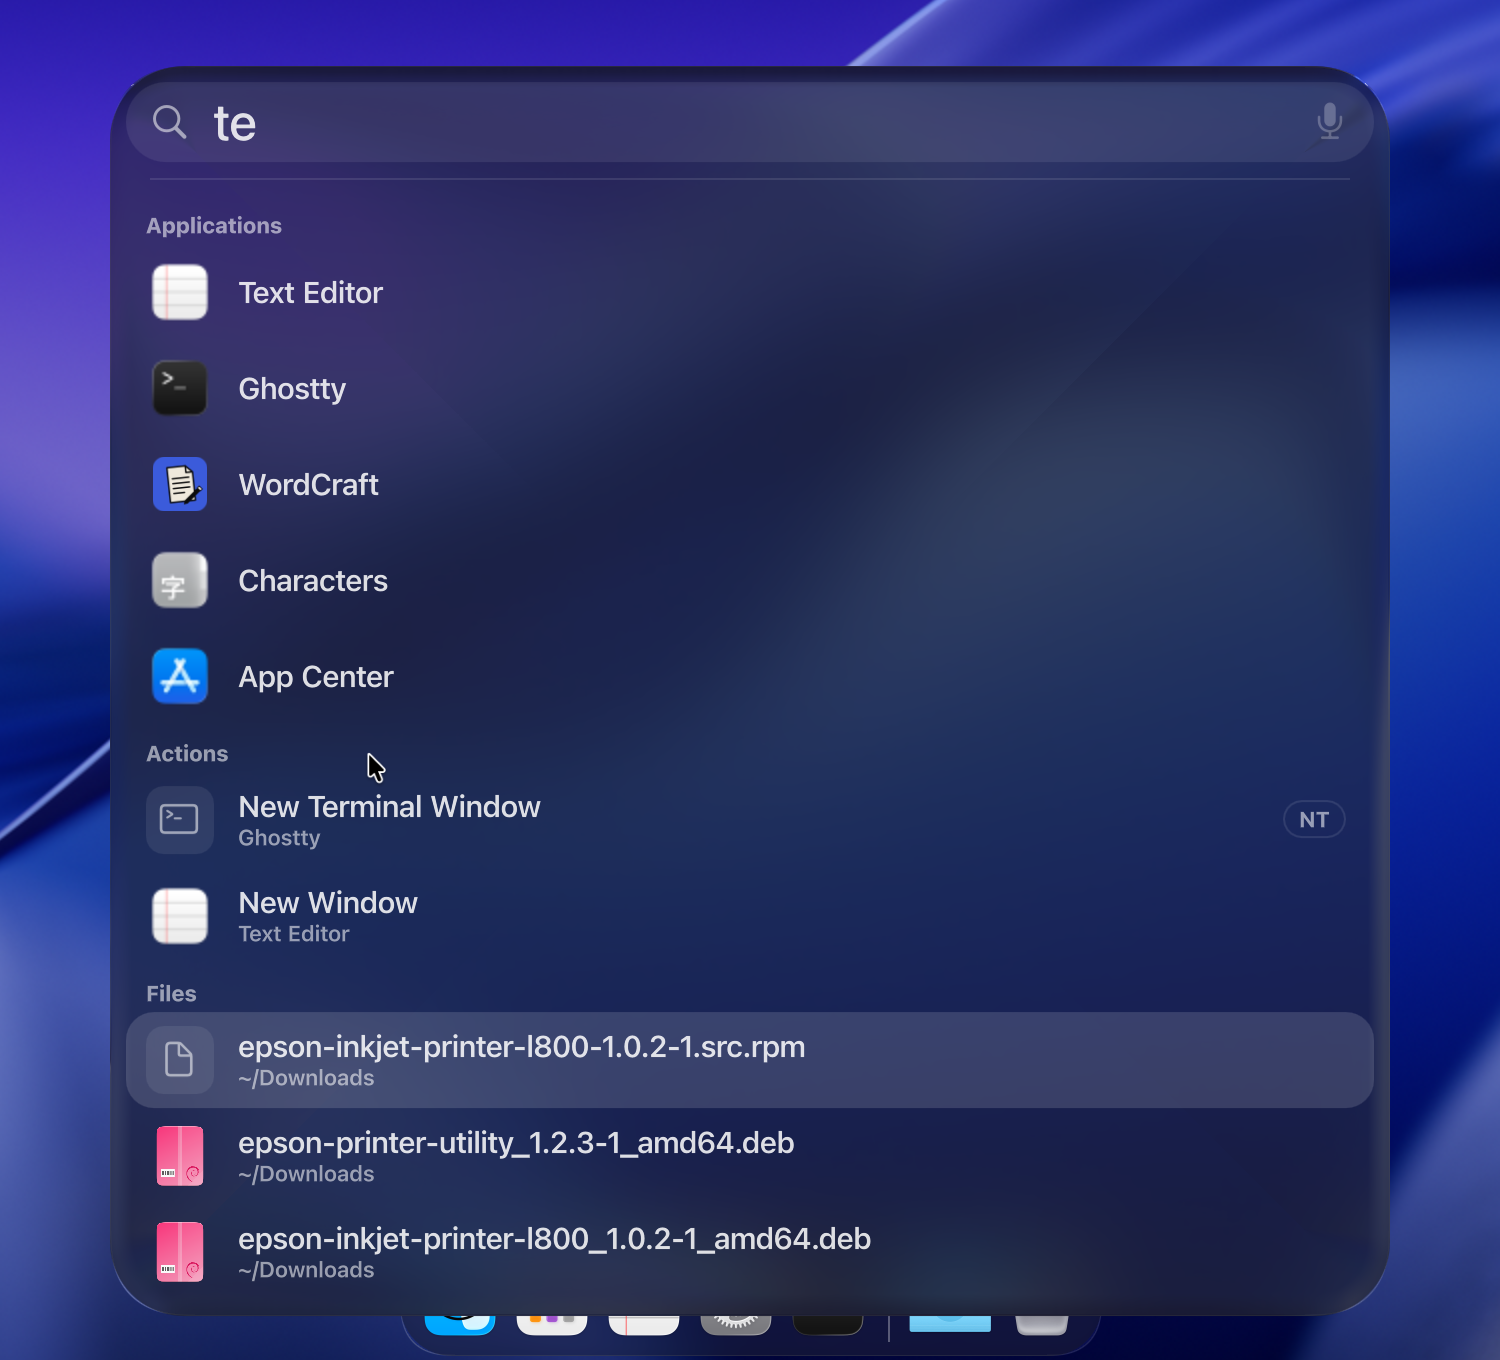 te
Applications
Text Editor
>_
Ghostty
WordCraft
字
Characters
App Center
Actions
>_
New Terminal Window
NT
Ghostty
New Window
Text Editor
Files
epson-inkjet-printer-l800-1.0.2-1.src.rpm
~/Downloads
epson-printer-utility_1.2.3-1_amd64.deb
~/Downloads
epson-inkjet-printer-l800_1.0.2-1_amd64.deb
~/Downloads